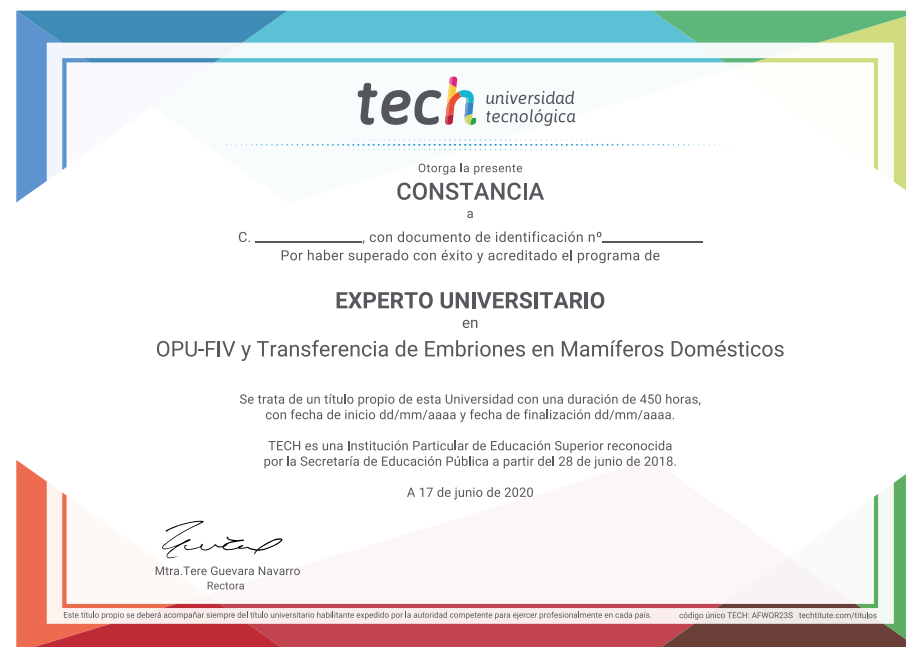 tech universidad
tecnológica
Otorga la presente
CONSTANCIA
a
C. ____________, con documento de identificación nº____________
Por haber superado con éxito y acreditado el programa de
EXPERTO UNIVERSITARIO
en
OPU-FIV y Transferencia de Embriones en Mamíferos Domésticos
Se trata de un título propio de esta Universidad con una duración de 450 horas,
con fecha de inicio dd/mm/aaaa y fecha de finalización dd/mm/aaaa.
TECH es una Institución Particular de Educación Superior reconocida
por la Secretaría de Educación Pública a partir del 28 de junio de 2018.
A 17 de junio de 2020
Mtra.Tere Guevara Navarro
Rectora
Este título propio se deberá acompañar siempre del título universitario habilitante expedido por la autoridad competente para ejercer profesionalmente en cada país. código único TECH: AFWOR23S techtitute.com/títulos